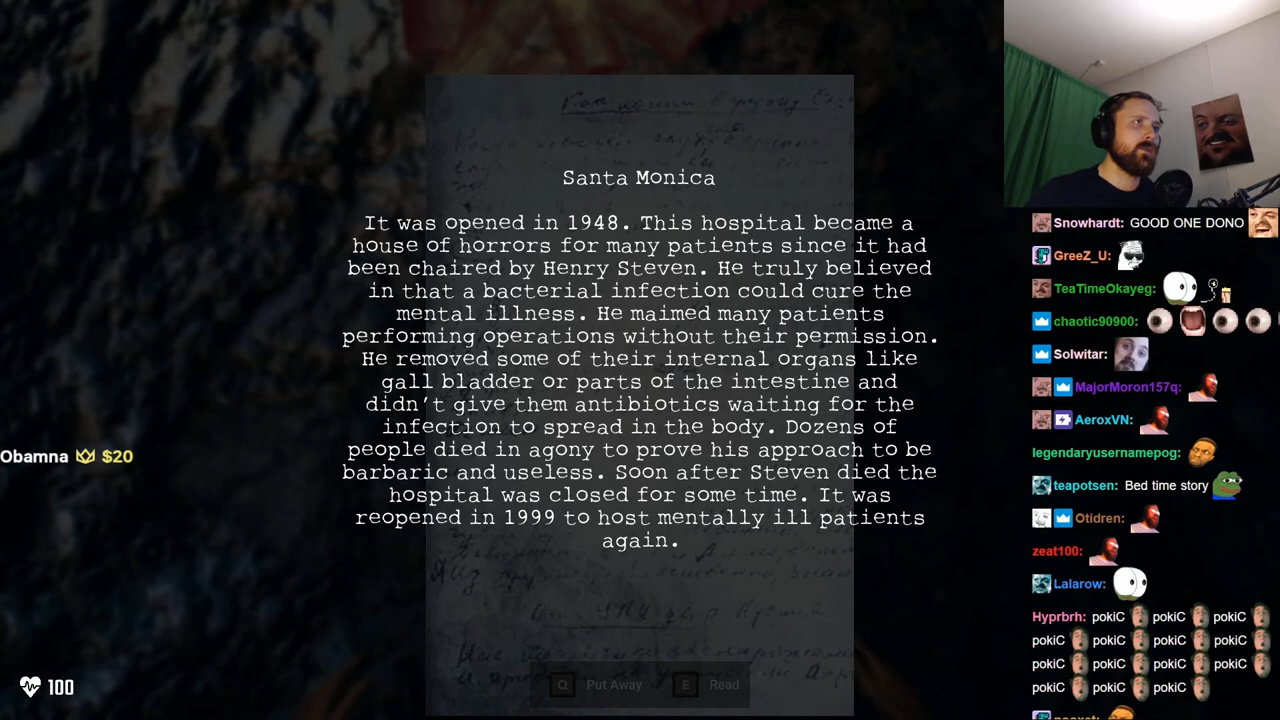 Santa Monica
It was opened in 1948. This hospital became a
house of horrors for many patients since it had
been chaired by Henry Steven. He truly believed
in that a bacterial infection could cure the
mental illness. He maimed many patients
performing operations without their permission.
He removed some of their internal organs like
gall bladder or parts of the intestine and
didn't give them antibiotics waiting for the
infection to spread in the body. Dozens of
people died in agony to prove his approach to be
barbaric and useless. Soon after Steven died the
hospital was closed for some time. It was
reopened in 1999 to host mentally ill patients
again.
Q Put Away E Read
Obamna $20
100
Snowhardt: GOOD ONE DONO
GreeZ_U:
TeaTimeOkayeg:
chaotic90900:
Solwitar:
MajorMoron157q:
AeroxVN:
legendaryusernamepog:
teapotsen: Bed time story
Otidren:
zeat100:
Lalarow:
Hyprbrh: pokiC pokiC pokiC
pokiC pokiC pokiC pokiC
pokiC pokiC pokiC pokiC
pokiC pokiC pokiC